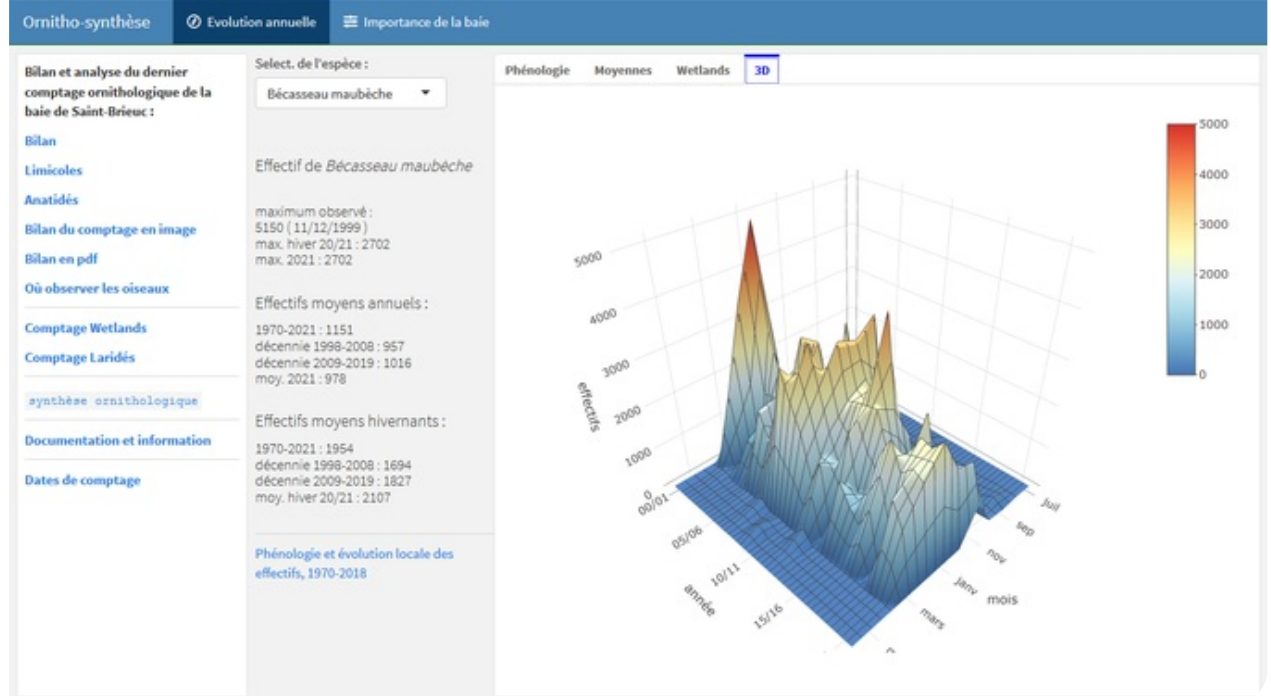 Ornitho-synthèse
Evolution annuelle
Importance de la baie
Bilan et analyse du dernier
comptage ornithologique de la
baie de Saint-Brieuc :
Bilan
Limicoles
Anatidés
Bilan du comptage en image
Bilan en pdf
Où observer les oiseaux
Comptage Wetlands
Comptage Laridés
synthèse ornithologique
Documentation et information
Dates de comptage
Select. de l'espèce :
Bécasseau maubèche
Effectif de Bécasseau maubèche
maximum observé :
5150 ( 11/12/1999 )
max. hiver 20/21 : 2702
max. 2021 : 2702
Effectifs moyens annuels :
1970-2021 : 1151
décennie 1998-2008 : 957
décennie 2009-2019 : 1016
moy. 2021 : 978
Effectifs moyens hivernants :
1970-2021 : 1954
décennie 1998-2008 : 1694
décennie 2009-2019 : 1827
moy. hiver 20/21 : 2107
Phénologie et évolution locale des
effectifs, 1970-2018
Phénologie
Moyennes
Wetlands
3D
5000
4000
3000
2000
1000
0
effectifs
00/01
05/06
10/11
15/16
année
juil
sep
nov
janv
mars
mois
5000
4000
3000
2000
1000
0